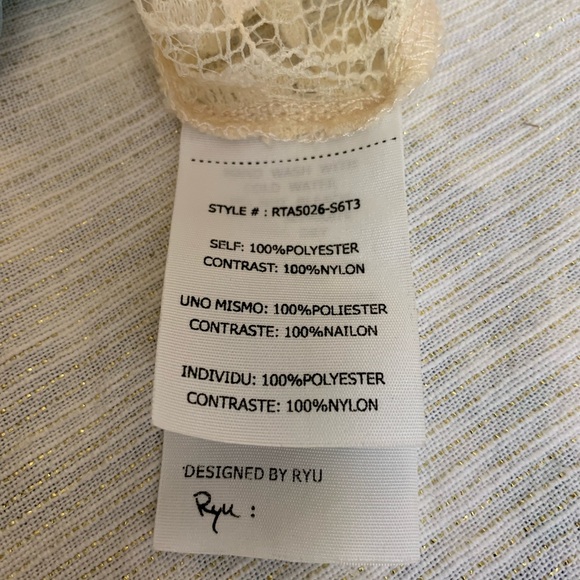 STYLE # : RTA5026-S6T3
SELF: 100%POLYESTER
CONTRAST: 100%NYLON
UNO MISMO: 100%POLIESTER
CONTRASTE: 100%NAILON
INDIVIDU: 100%POLYESTER
CONTRASTE: 100%NYLON
DESIGNED BY RYU
Ryu :